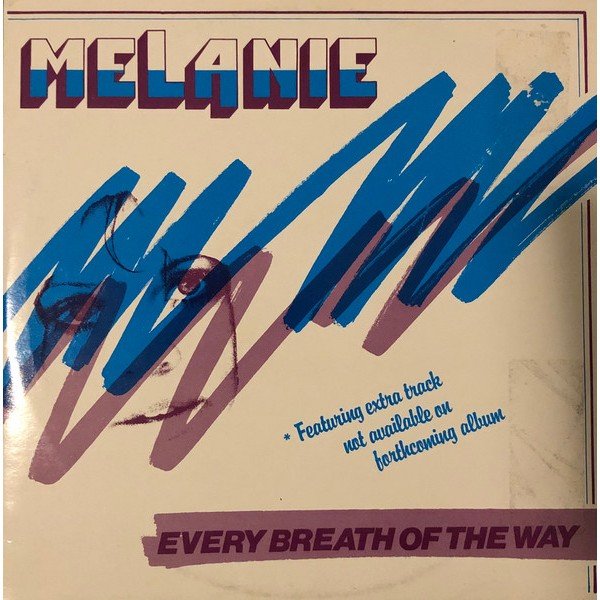 MELANIE
* Featuring extra track
not available on
forthcoming album
EVERY BREATH OF THE WAY